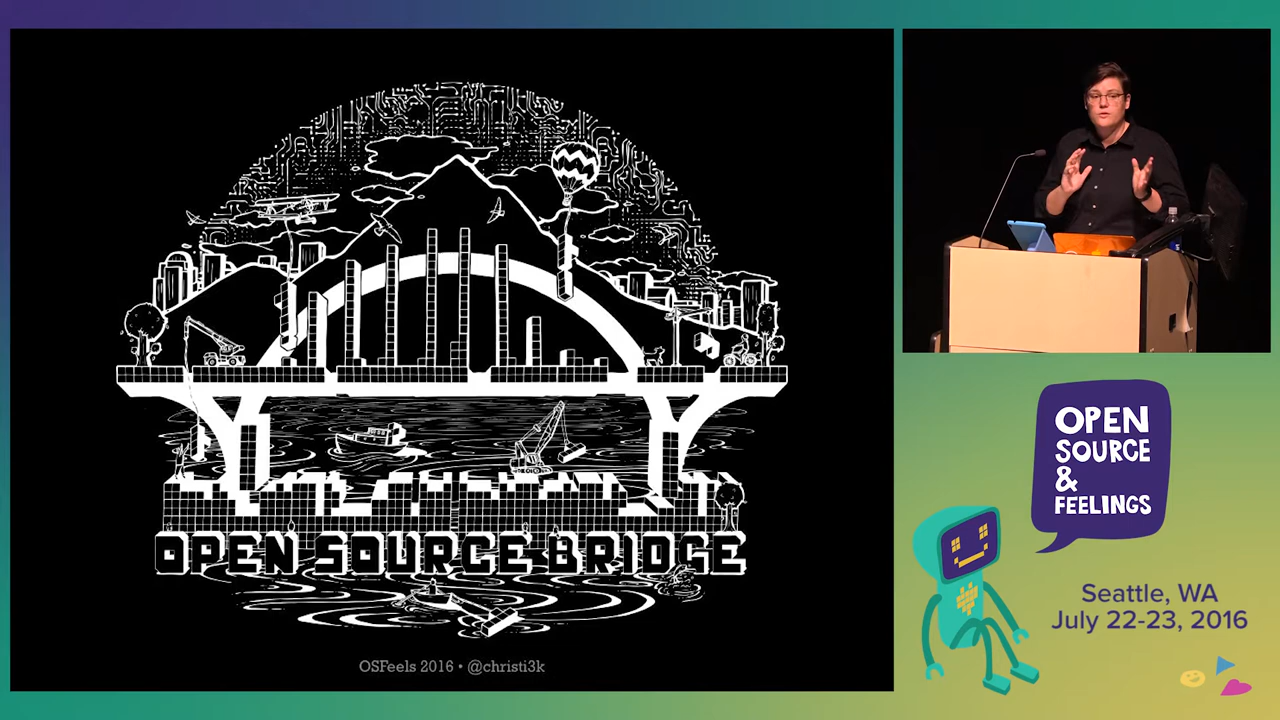 OPEN SOURCE BRIDGE
OSFeels 2016 • @christi3k
OPEN
SOURCE
&
FEELINGS
Seattle, WA
July 22-23, 2016